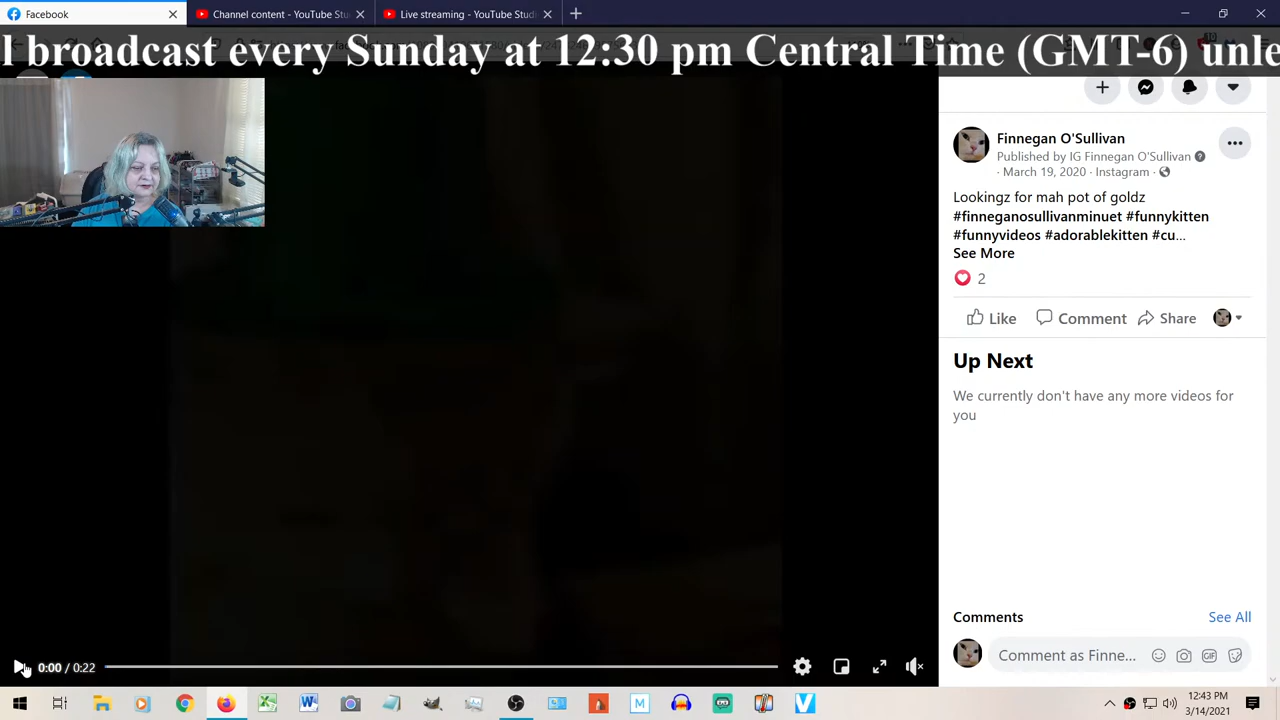 Facebook
Channel content - YouTube Stu
Live streaming - YouTube Studi
l broadcast every Sunday at 12:30 pm Central Time (GMT-6) unle
Finnegan O'Sullivan
Published by IG Finnegan O'Sullivan
· March 19, 2020 · Instagram ·
Lookingz for mah pot of goldz
#finneganosullivanminuet #funnykitten
#funnyvideos #adorablekitten #cu...
See More
2
Like
Comment
Share
Up Next
We currently don't have any more videos for
you
Comments
See All
Comment as Finne...
GIF
0:00 / 0:22
12:43 PM
3/14/2021